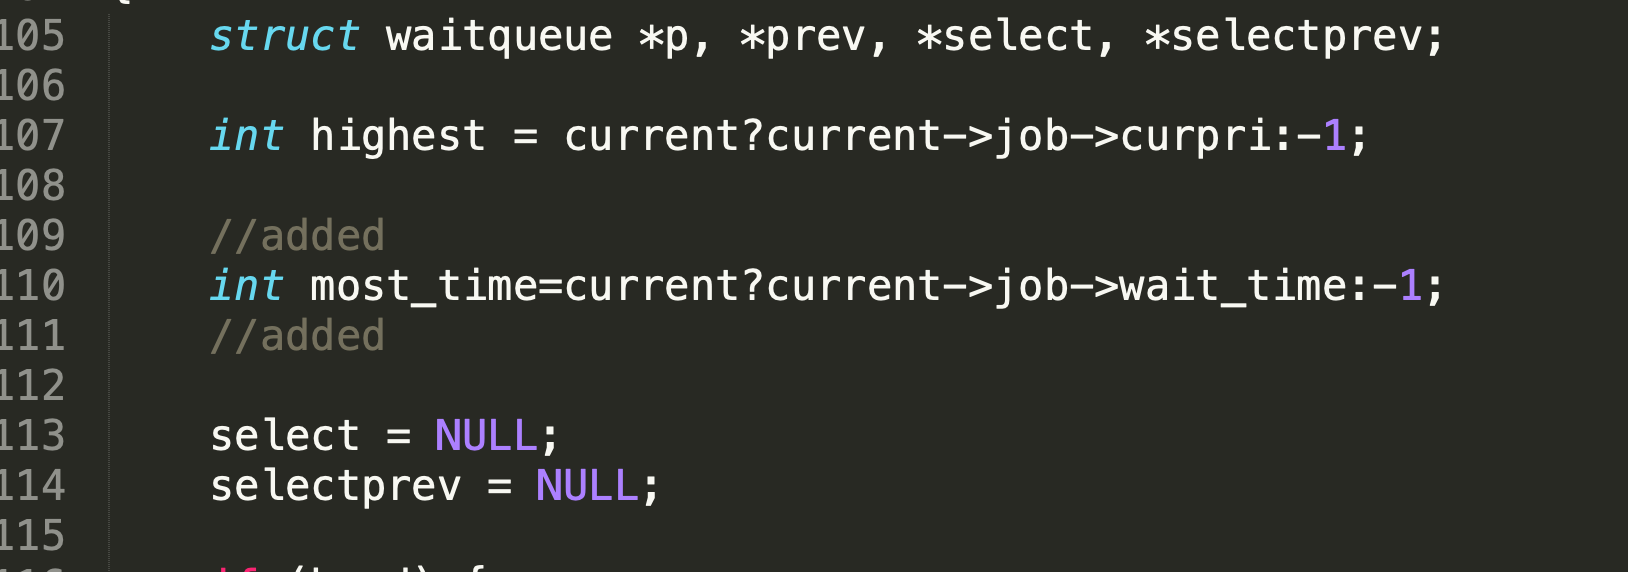 105 struct waitqueue *p, *prev, *select, *selectprev;
106
107 int highest = current?current->job->curpri:-1;
108
109 //added
110 int most_time=current?current->job->wait_time:-1;
111 //added
112
113 select = NULL;
114 selectprev = NULL;
115